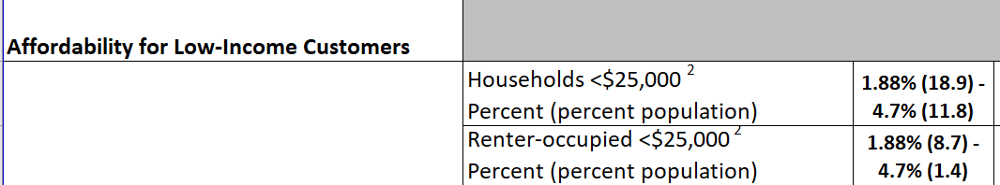 Affordability for Low-Income Customers
Households <$25,000 2
Percent (percent population)
1.88% (18.9) -
4.7% (11.8)
Renter-occupied <$25,000 2
Percent (percent population)
1.88% (8.7) -
4.7% (1.4)